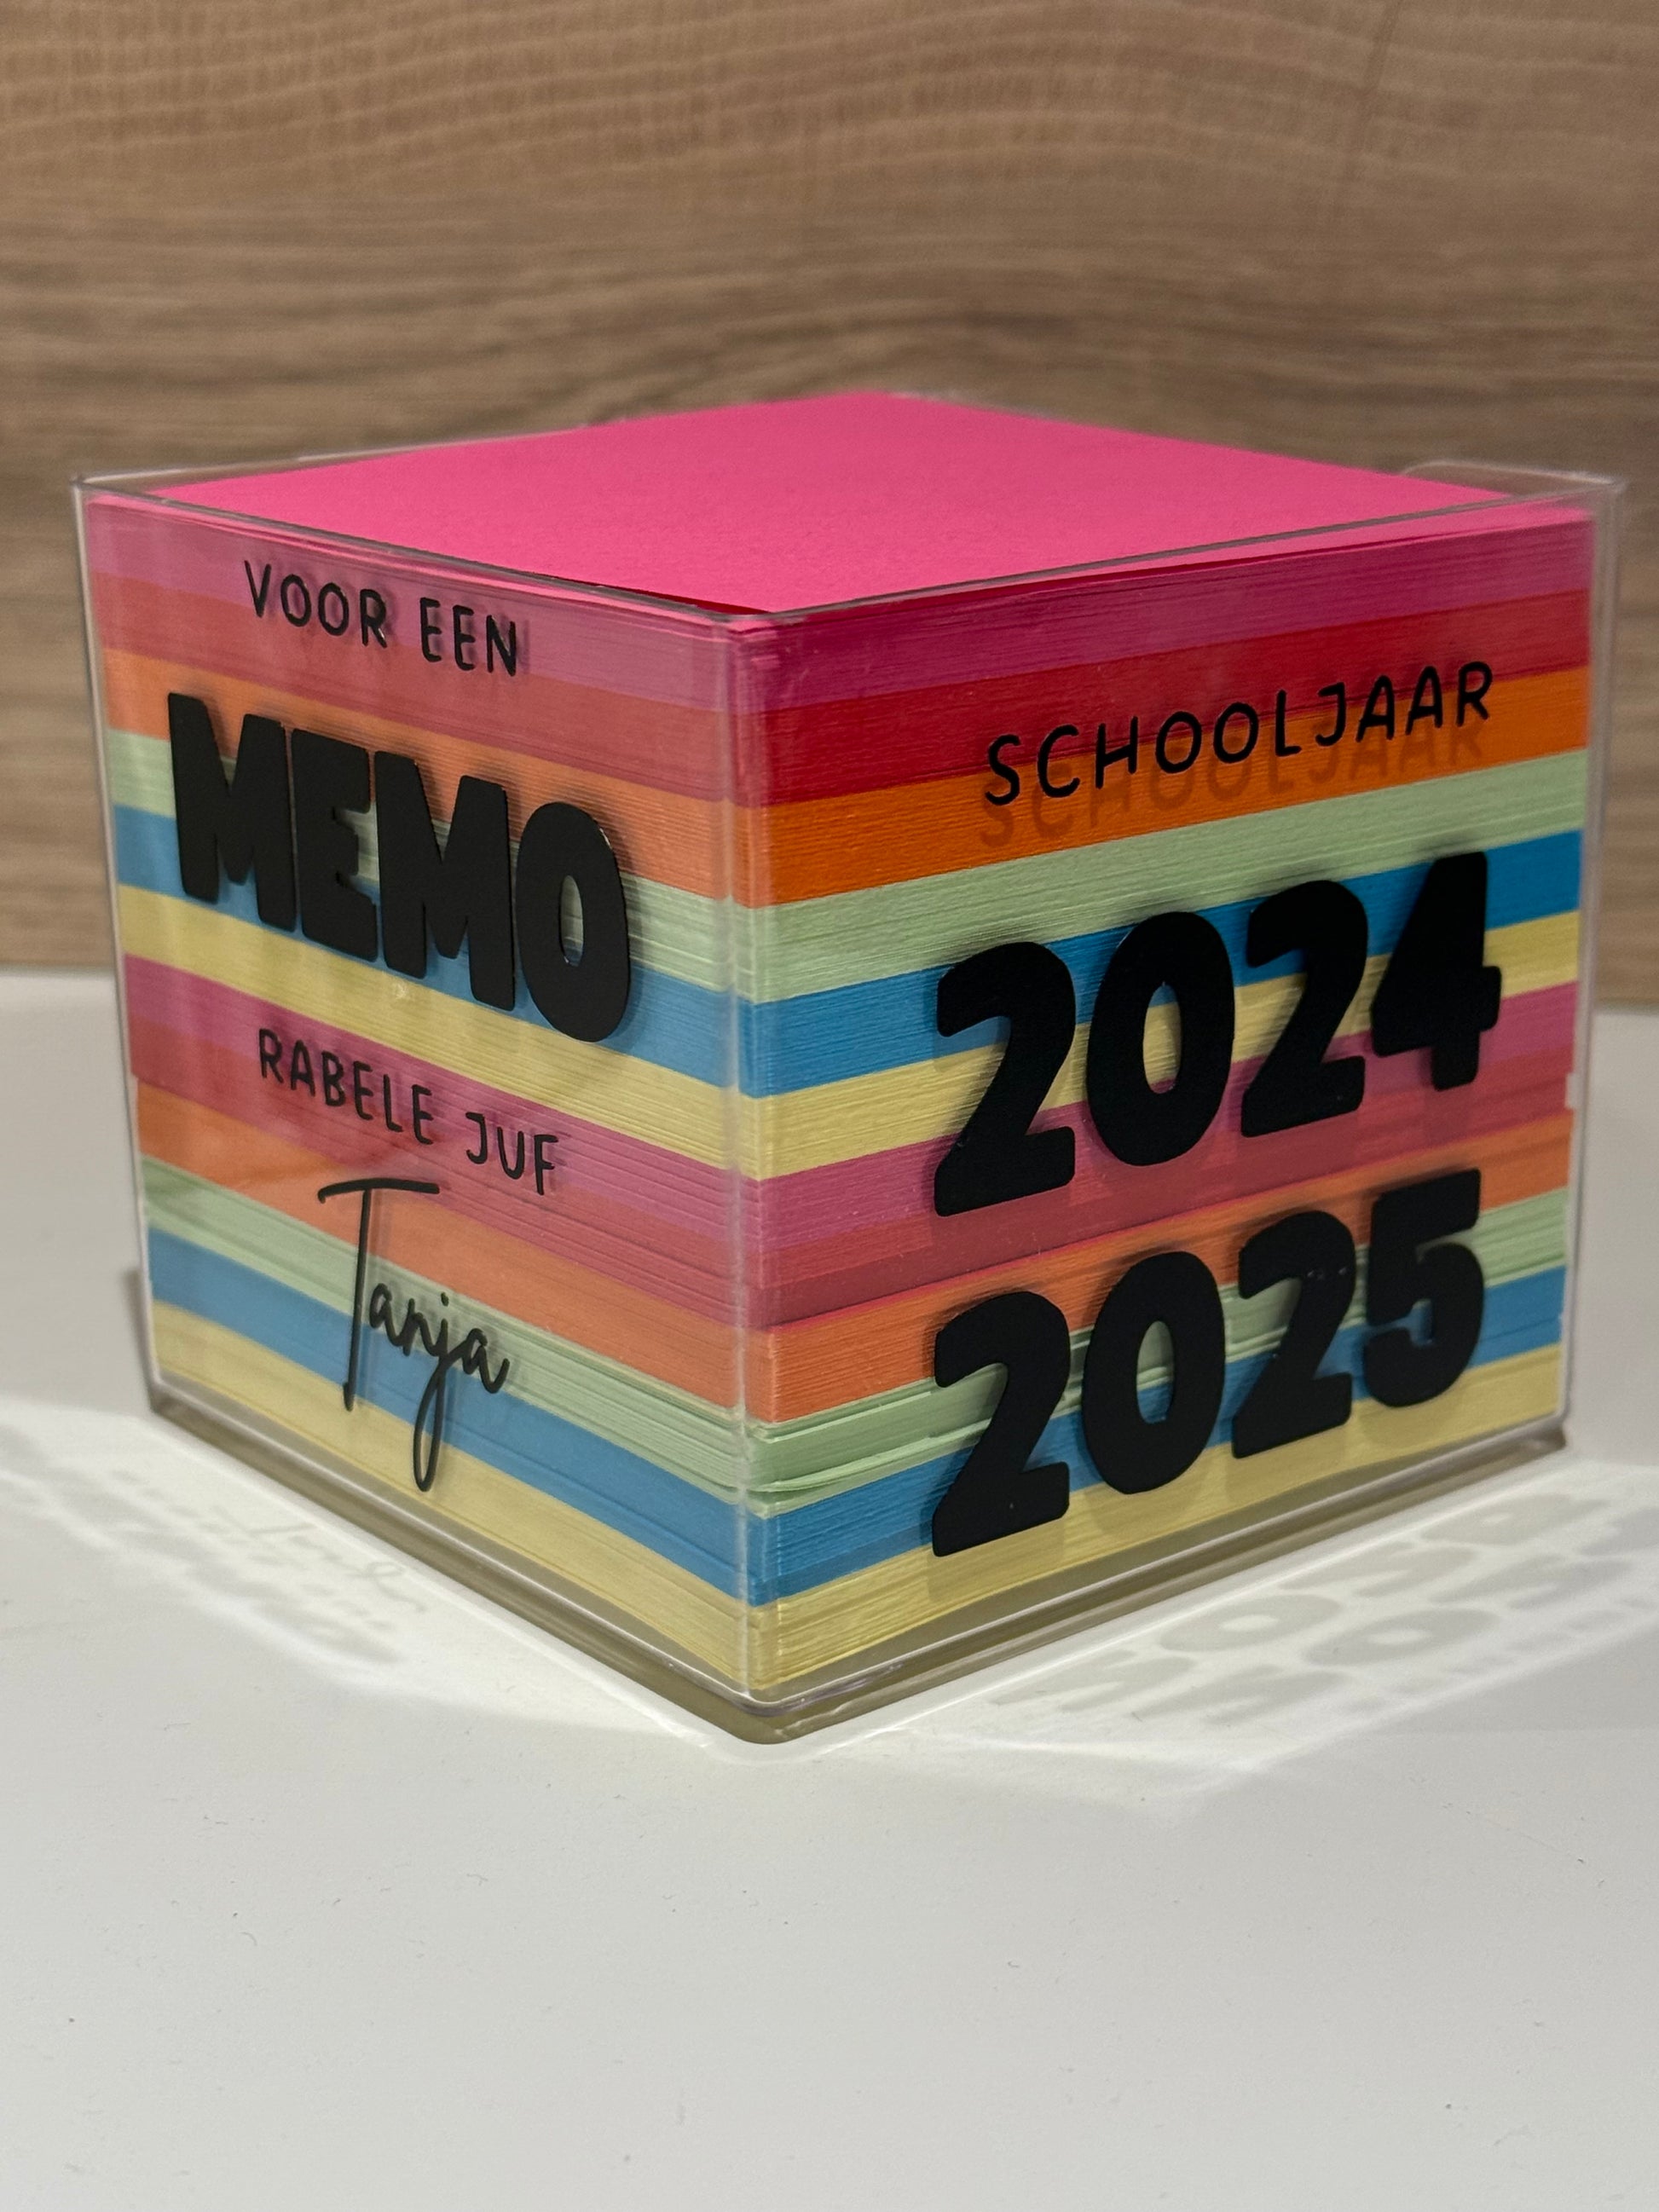 VOOR EEN
MEMO
RABELE JUF
Tanja
SCHOOLJAAR
2024
2025